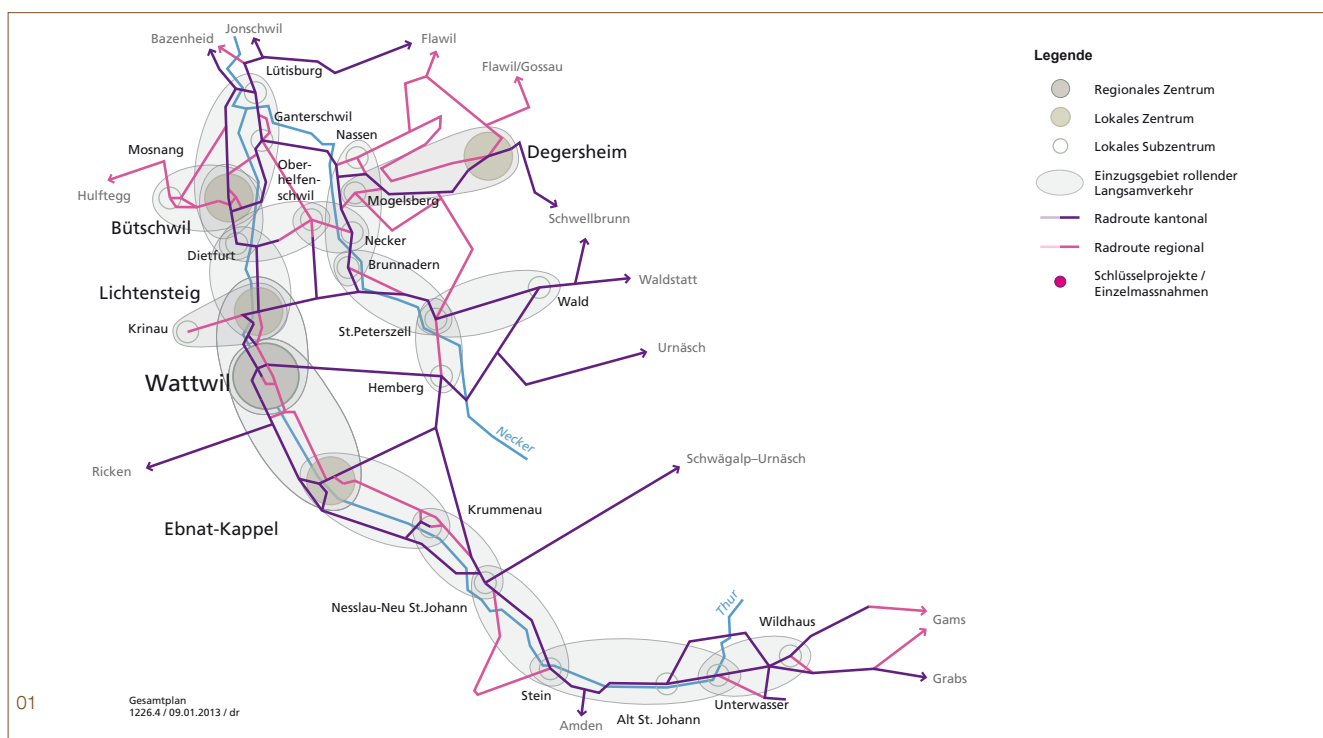 Jonschwil
Bazenheid
Flawil
Lütisburg
Flawil/Gossau
Ganterschwil
Nassen
Mosnang
Degersheim
Ober-
helfen-
schwil
Hulftegg
Mogelsberg
Schwellbrunn
Bütschwil
Necker
Dietfurt
Brunnadern
Waldstatt
Lichtensteig
Wald
Krinau
St.Peterszell
Urnäsch
Wattwil
Hemberg
Necker
Ricken
Schwägalp–Urnäsch
Krummenau
Ebnat-Kappel
Nesslau-Neu St.Johann
Thur
Wildhaus
Gams
Grabs
Stein
Unterwasser
Alt St. Johann
Amden
Legende
Regionales Zentrum
Lokales Zentrum
Lokales Subzentrum
Einzugsgebiet rollender
Langsamverkehr
Radroute kantonal
Radroute regional
Schlüsselprojekte /
Einzelmassnahmen
01
Gesamtplan
1226.4 / 09.01.2013 / dr